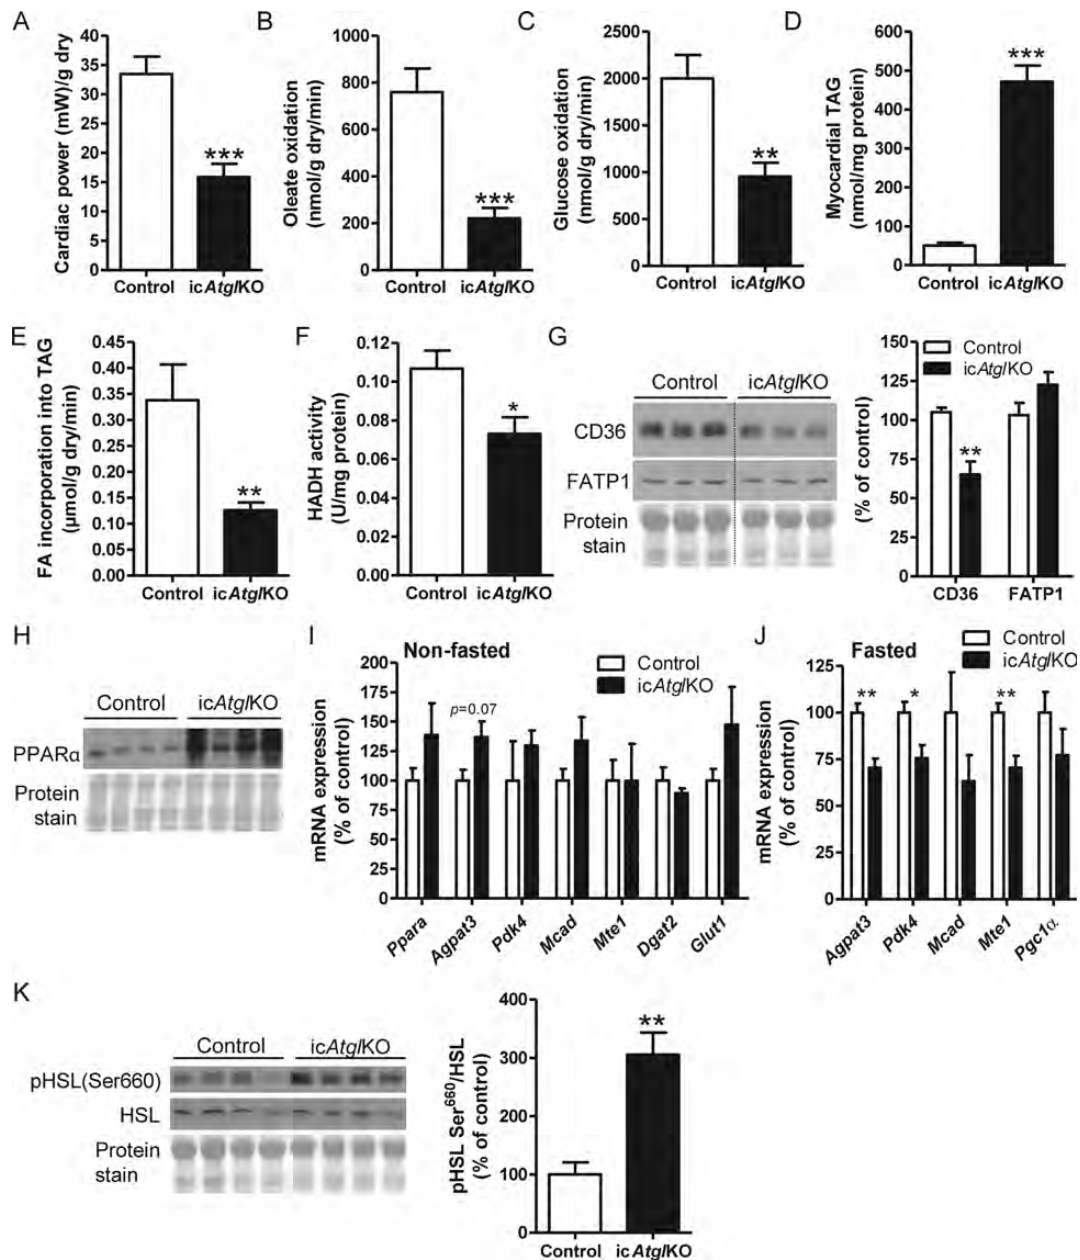 A
Cardiac power (mW)/g dry
40
35
30
25
20
15
10
5
0
***
Control
icAtglKO
B
Oleate oxidation
(nmol/g dry/min)
1000
800
600
400
200
0
***
Control
icAtglKO
C
Glucose oxidation
(nmol/g dry/min)
2500
2000
1500
1000
500
0
**
Control
icAtglKO
D
Myocardial TAG
(nmol/mg protein)
600
500
400
300
200
100
0
***
Control
icAtglKO
E
FA incorporation into TAG
(µmol/g dry/min)
0.45
0.40
0.35
0.30
0.25
0.20
0.15
0.10
0.05
0.00
**
Control
icAtglKO
F
HADH activity
(U/mg protein)
0.12
0.10
0.08
0.06
0.04
0.02
0.00
*
Control
icAtglKO
G
Control
icAtglKO
CD36
FATP1
Protein
stain
Control
icAtglKO
(% of control)
150
125
100
75
50
25
0
**
CD36
FATP1
H
Control
icAtglKO
PPARα
Protein
stain
I
Non-fasted
Control
icAtglKO
mRNA expression
(% of control)
200
175
150
125
100
75
50
25
0
p=0.07
Ppara
Agpat3
Pdk4
Mcad
Mte1
Dgat2
Glut1
J
Fasted
Control
icAtglKO
mRNA expression
(% of control)
125
100
75
50
25
0
**
*
**
Agpat3
Pdk4
Mcad
Mte1
Pgc1α
K
Control
icAtglKO
pHSL(Ser660)
HSL
Protein
stain
pHSL Ser660/HSL
(% of control)
400
300
200
100
0
**
Control
icAtglKO